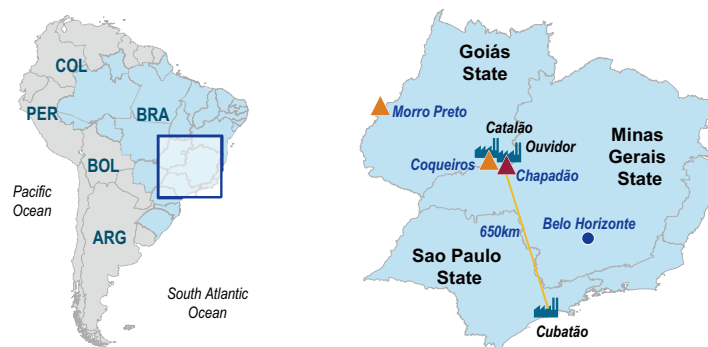 COL
PER
BRA
BOL
Pacific
Ocean
ARG
South Atlantic
Ocean
Goiás
State
Morro Preto
Catalão
Ouvidor
Minas
Gerais
State
Coqueiros
Chapadão
650km
Belo Horizonte
Sao Paulo
State
Cubatão